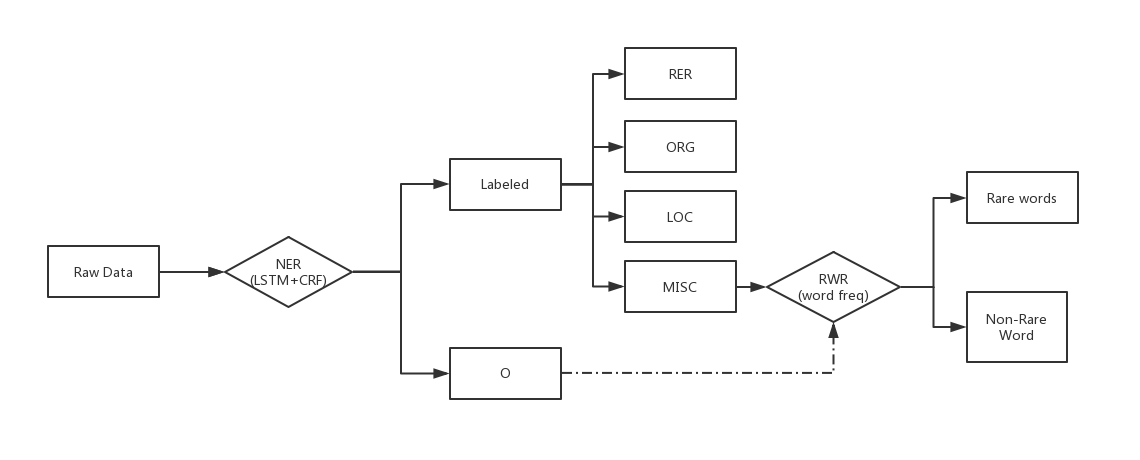 Raw Data
NER
(LSTM+CRF)
Labeled
O
RER
ORG
LOC
MISC
RWR
(word freq)
Rare words
Non-Rare
Word